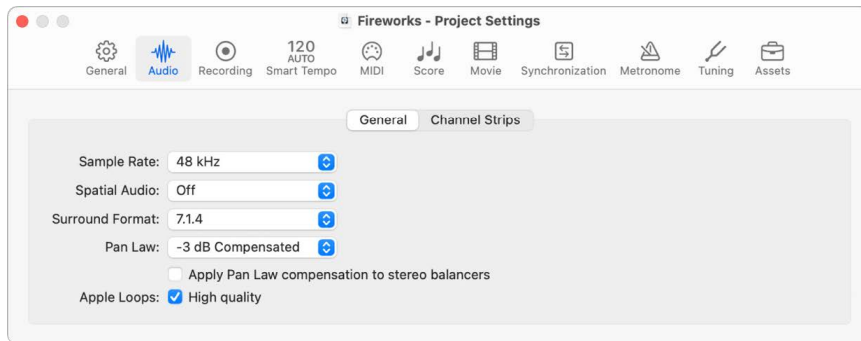 Fireworks - Project Settings
120
AUTO
General Audio Recording Smart Tempo MIDI Score Movie Synchronization Metronome Tuning Assets
General Channel Strips
Sample Rate: 48 kHz
Spatial Audio: Off
Surround Format: 7.1.4
Pan Law: -3 dB Compensated
Apply Pan Law compensation to stereo balancers
Apple Loops: High quality